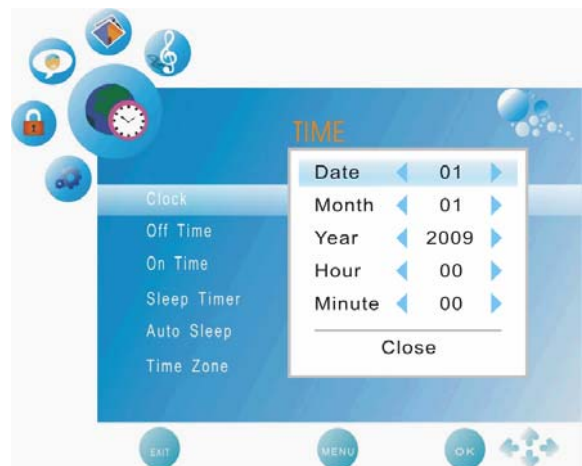 TIME
Clock
Off Time
On Time
Sleep Timer
Auto Sleep
Time Zone
Date 01
Month 01
Year 2009
Hour 00
Minute 00
Close
EXIT
MENU
OK